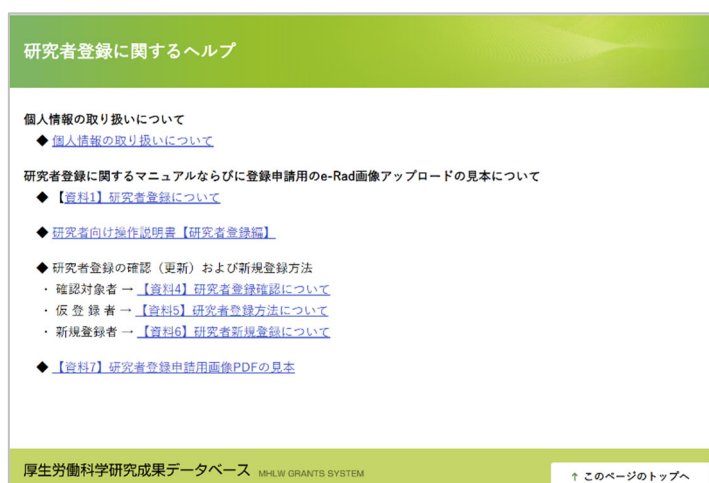 研究者登録に関するヘルプ
個人情報の取り扱いについて
◆ 個人情報の取り扱いについて
研究者登録に関するマニュアルならびに登録申請用のe-Rad画像アップロードの見本について
◆ 【資料1】研究者登録について
◆ 研究者向け操作説明書【研究者登録編】
◆ 研究者登録の確認（更新）および新規登録方法
・ 確認対象者 → 【資料4】研究者登録確認について
・ 仮 登 録 者 → 【資料5】研究者登録方法について
・ 新規登録者 → 【資料6】研究者新規登録について
◆ 【資料7】研究者登録申請用画像PDFの見本
厚生労働科学研究成果データベース MHLW GRANTS SYSTEM
↑ このページのトップへ